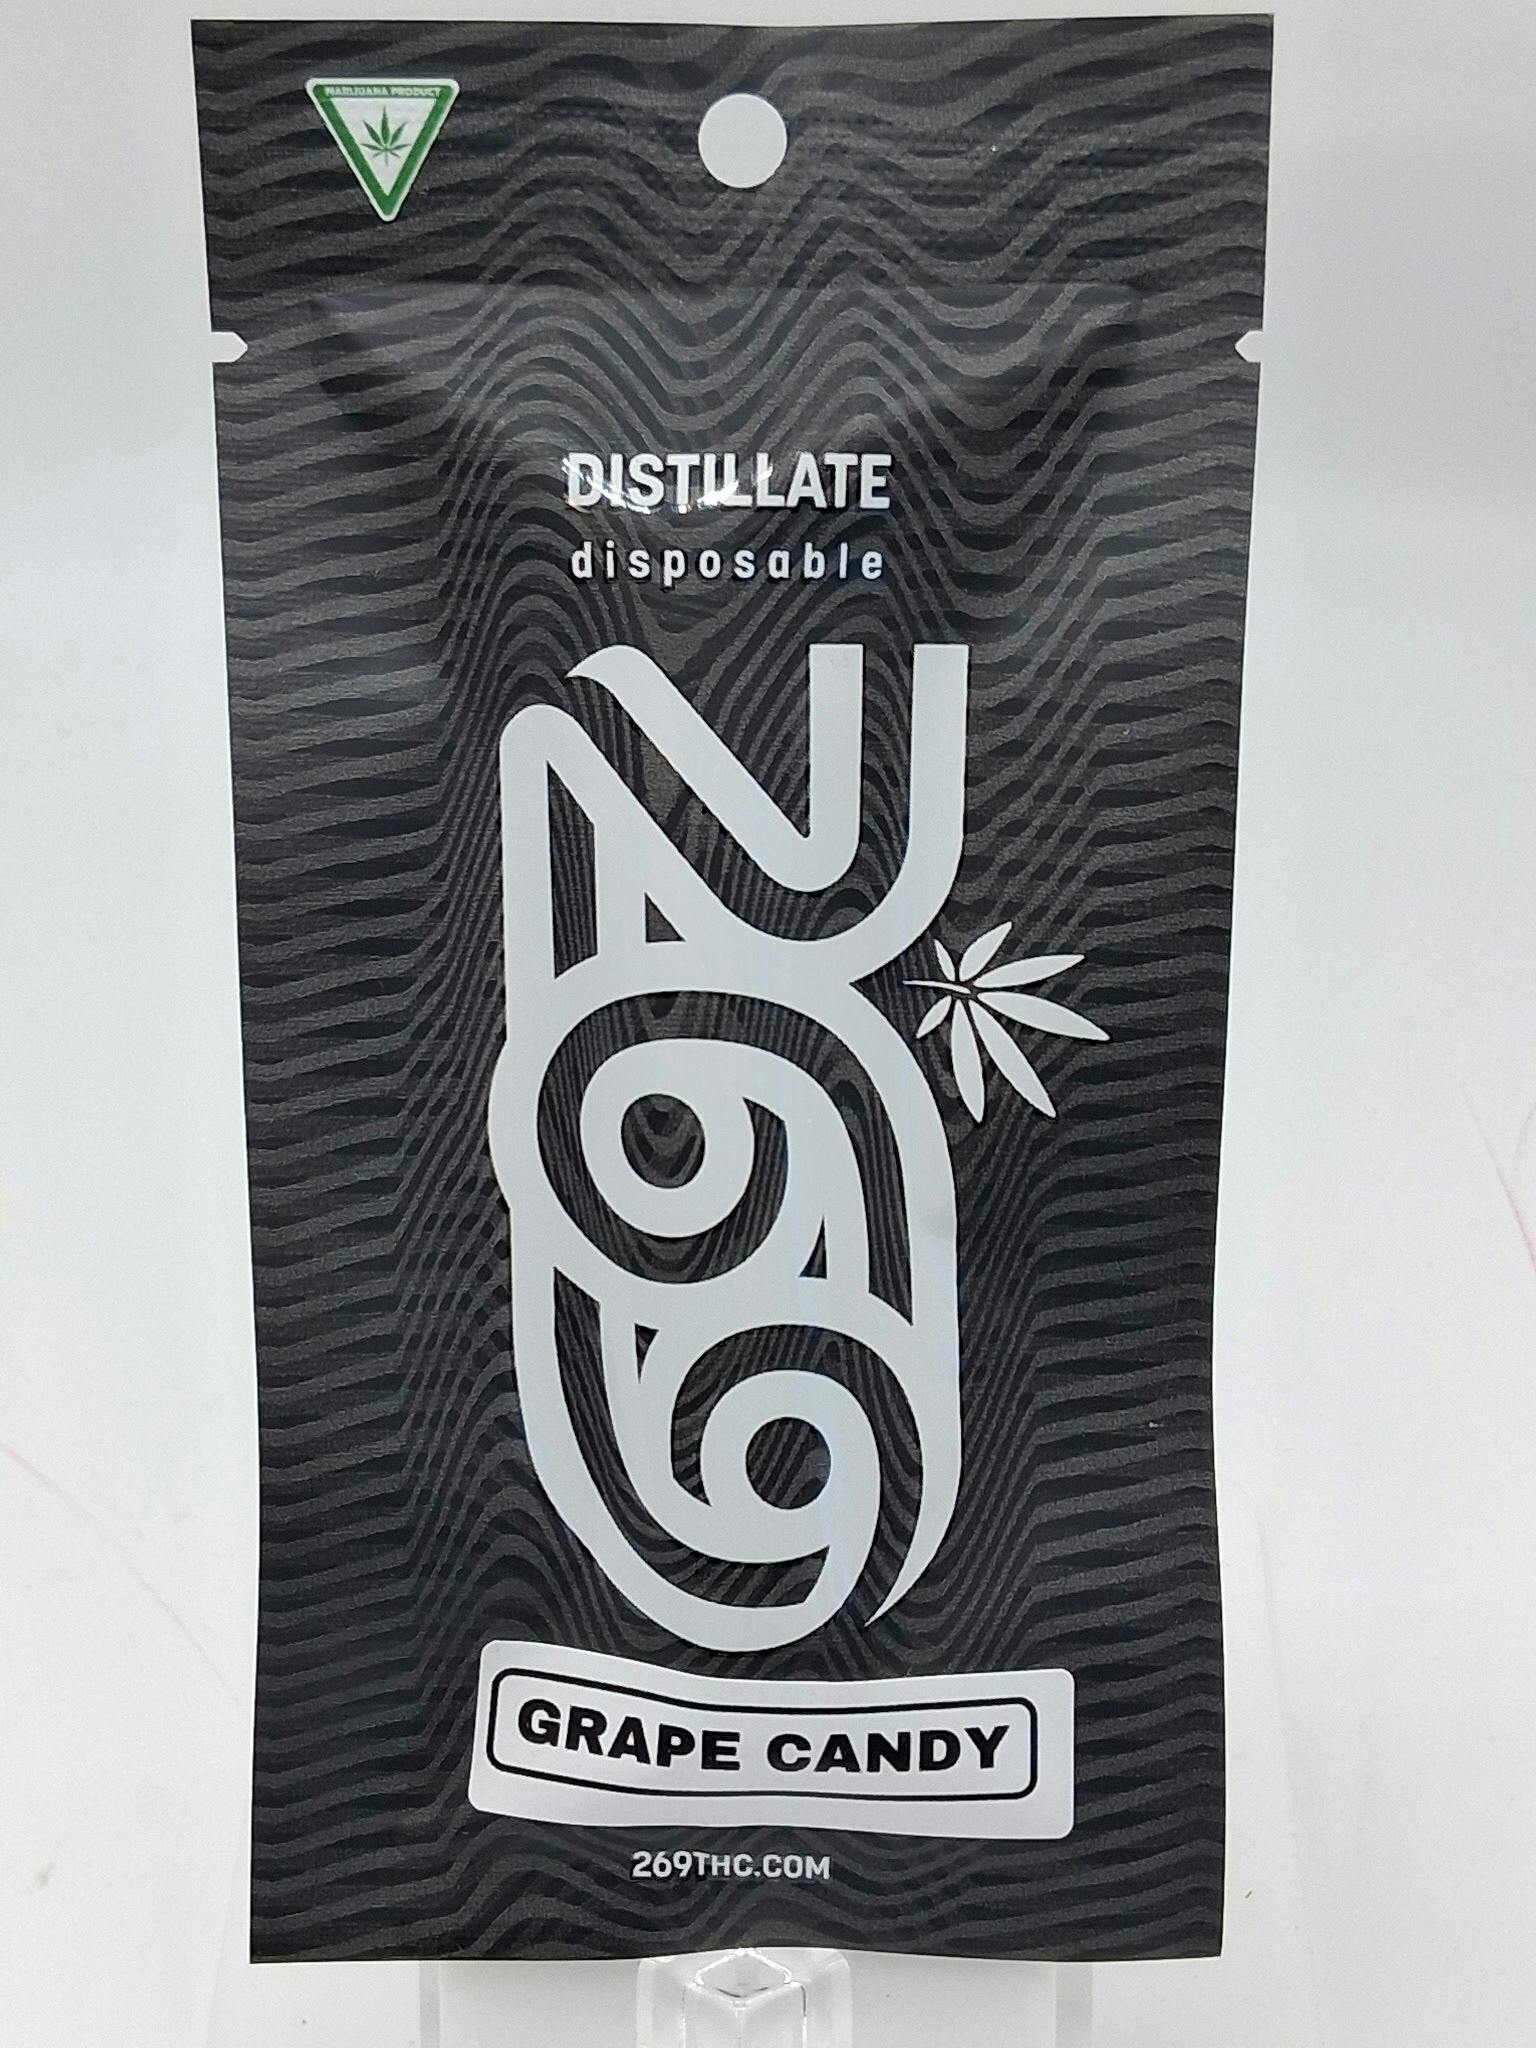 MARIJUANA PRODUCT
DISTILLATE
disposable
269
GRAPE CANDY
269THC.COM